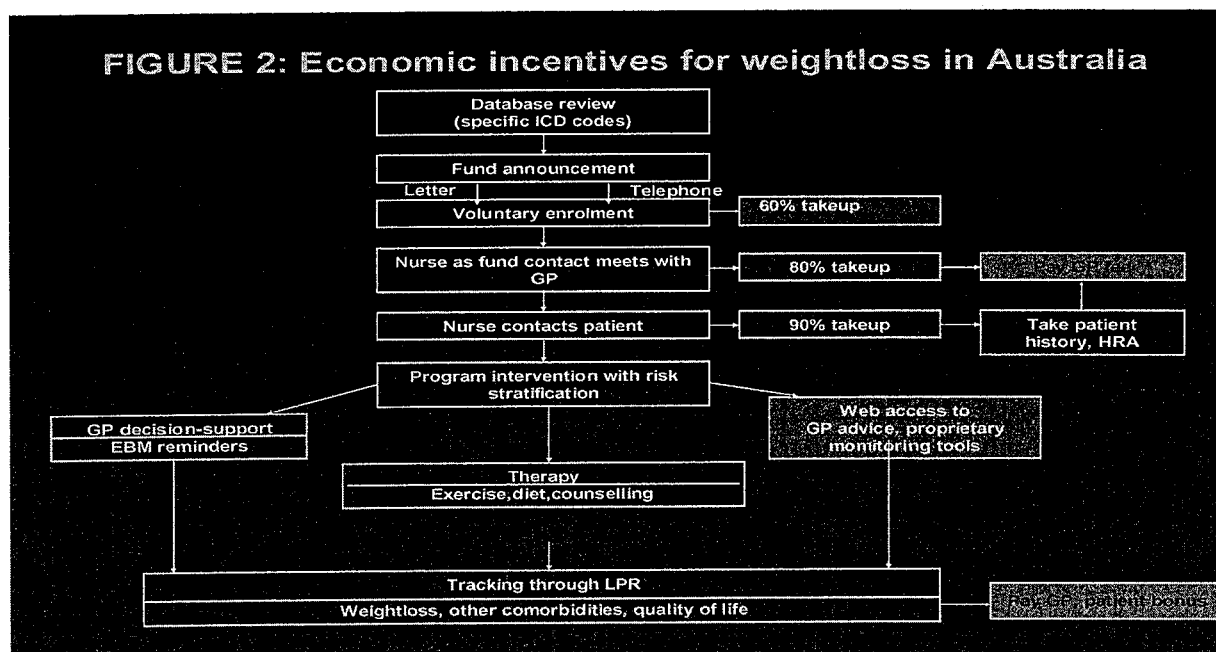 FIGURE 2: Economic incentives for weightloss in Australia
Database review
(specific ICD codes)
Fund announcement
Letter
Telephone
Voluntary enrolment
60% takeup
Nurse as fund contact meets with
GP
80% takeup
Nurse contacts patient
90% takeup
Take patient
history, HRA
Program intervention with risk
stratification
GP decision-support
EBM reminders
Web access to
GP advice, proprietary
monitoring tools
Therapy
Exercise,diet,counselling
Tracking through LPR
Weightloss, other comorbidities, quality of life
patient bonus